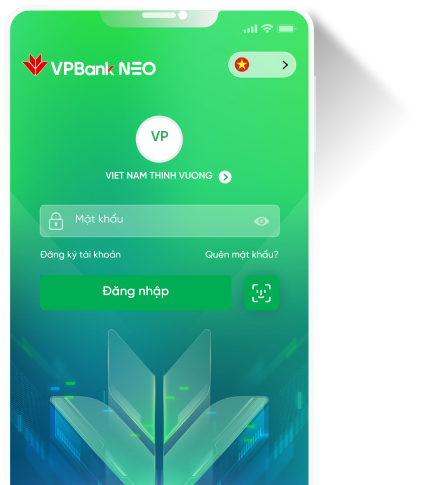 VPBank NEO
VP
VIET NAM THINH VUONG
Mật khẩu
Đăng ký tài khoản
Quên mật khẩu?
Đăng nhập